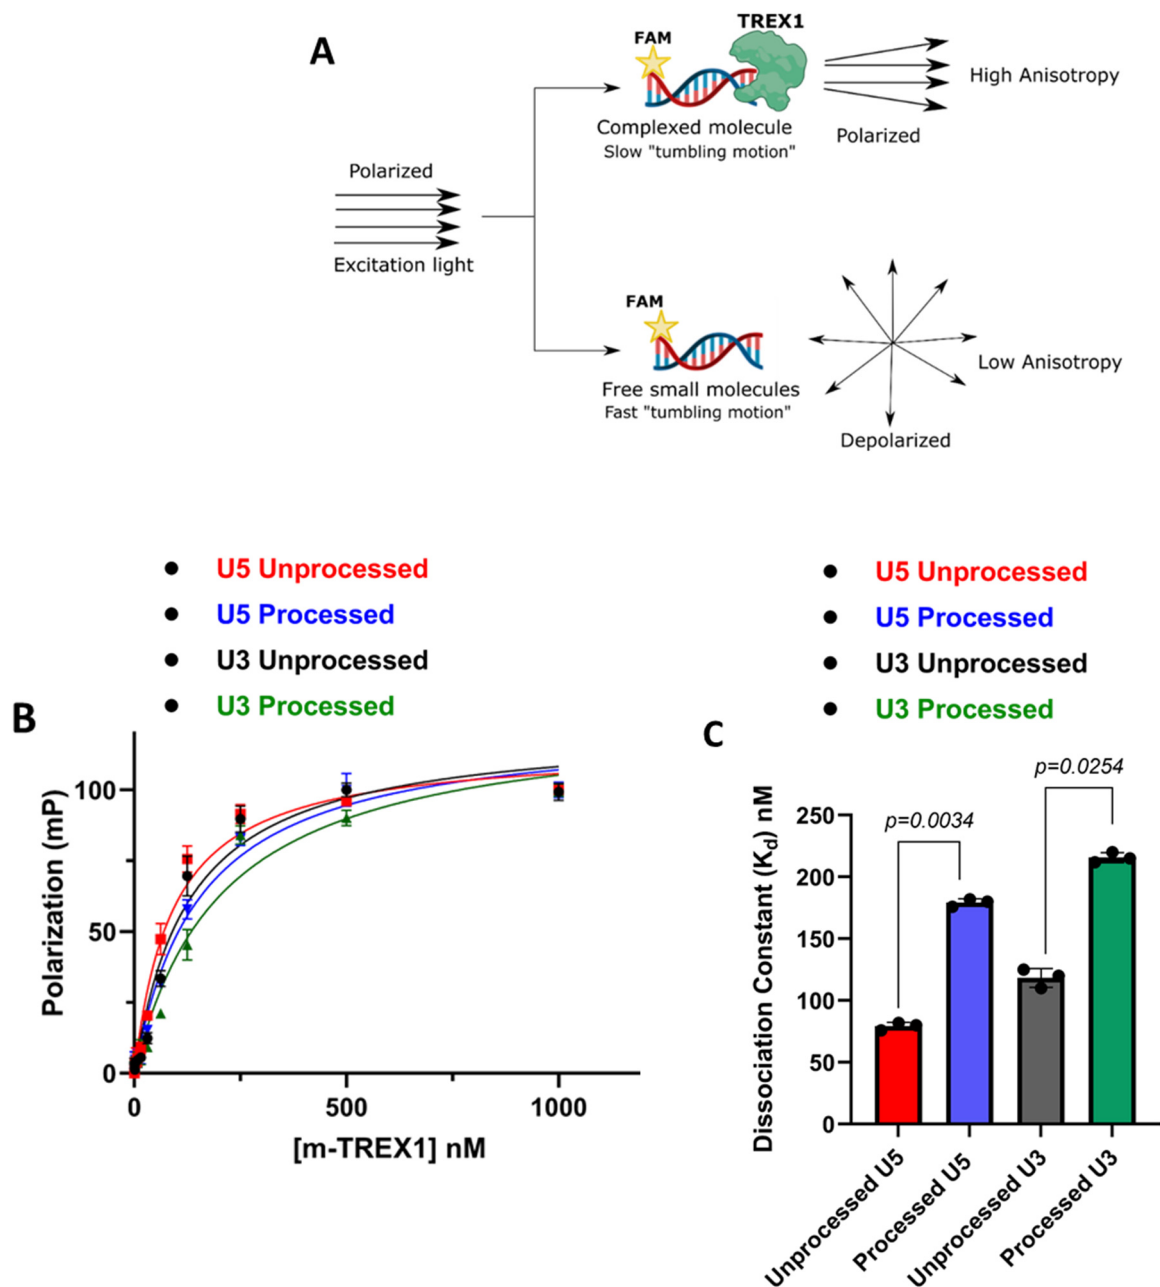 A
TREX1
FAM
High Anisotropy
Complexed molecule
Slow "tumbling motion"
Polarized
Polarized
Excitation light
FAM
Free small molecules
Fast "tumbling motion"
Low Anisotropy
Depolarized
U5 Unprocessed
U5 Processed
U3 Unprocessed
U3 Processed
B
Polarization (mP)
100
50
0
0
500
1000
[m-TREX1] nM
U5 Unprocessed
U5 Processed
U3 Unprocessed
U3 Processed
C
p=0.0254
p=0.0034
Dissociation Constant (Kd) nM
250
200
150
100
50
0
Unprocessed U5
Processed U5
Unprocessed U3
Processed U3